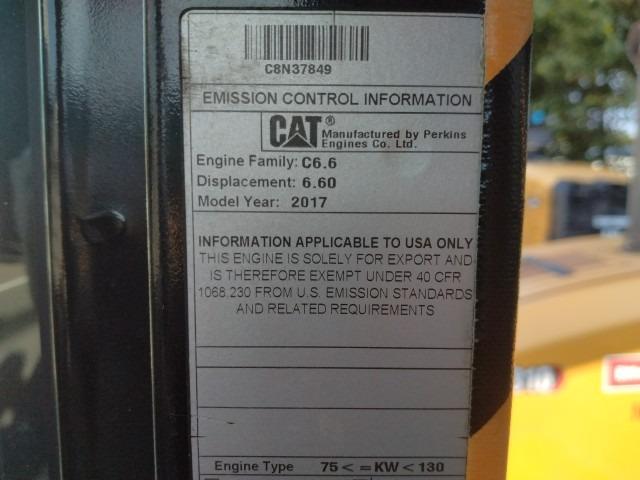 C8N37849
EMISSION CONTROL INFORMATION
CAT® Manufactured by Perkins
Engines Co. Ltd.
Engine Family: C6.6
Displacement: 6.60
Model Year: 2017
INFORMATION APPLICABLE TO USA ONLY
THIS ENGINE IS SOLELY FOR EXPORT AND
IS THEREFORE EXEMPT UNDER 40 CFR
1068.230 FROM U.S. EMISSION STANDARDS
AND RELATED REQUIREMENTS
Engine Type 75 < = KW < 130